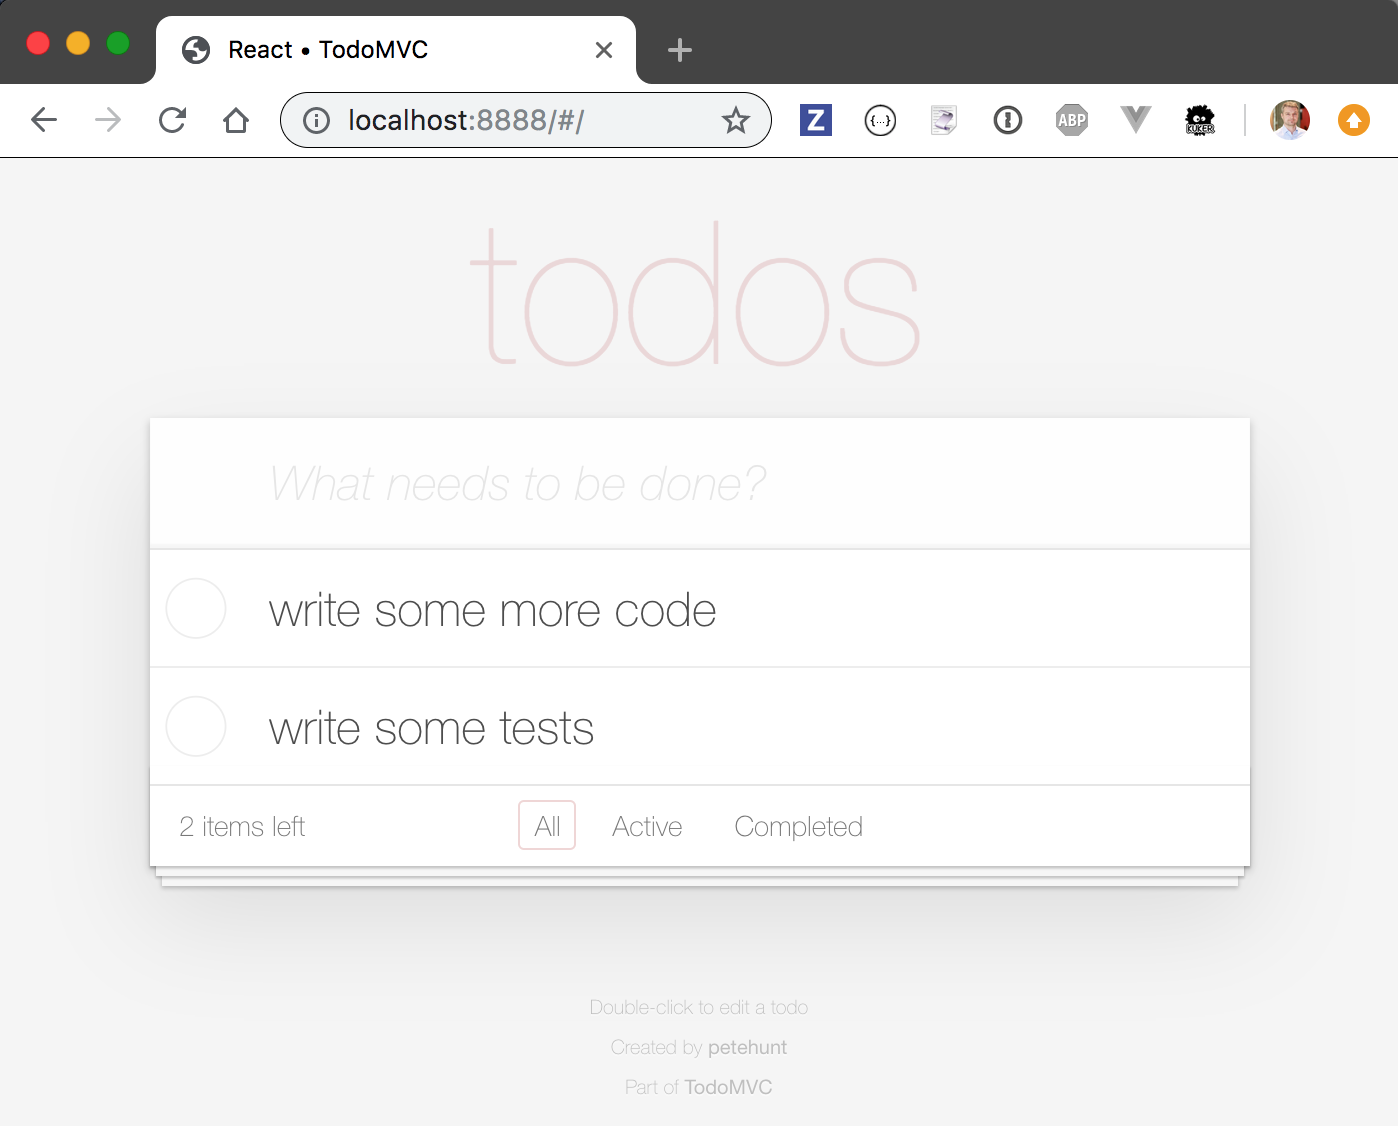 React • TodoMVC
localhost:8888/#/
Z
{...}
ABP
KUKER
todos
What needs to be done?
write some more code
write some tests
2 items left
All
Active
Completed
Double-click to edit a todo
Created by petehunt
Part of TodoMVC